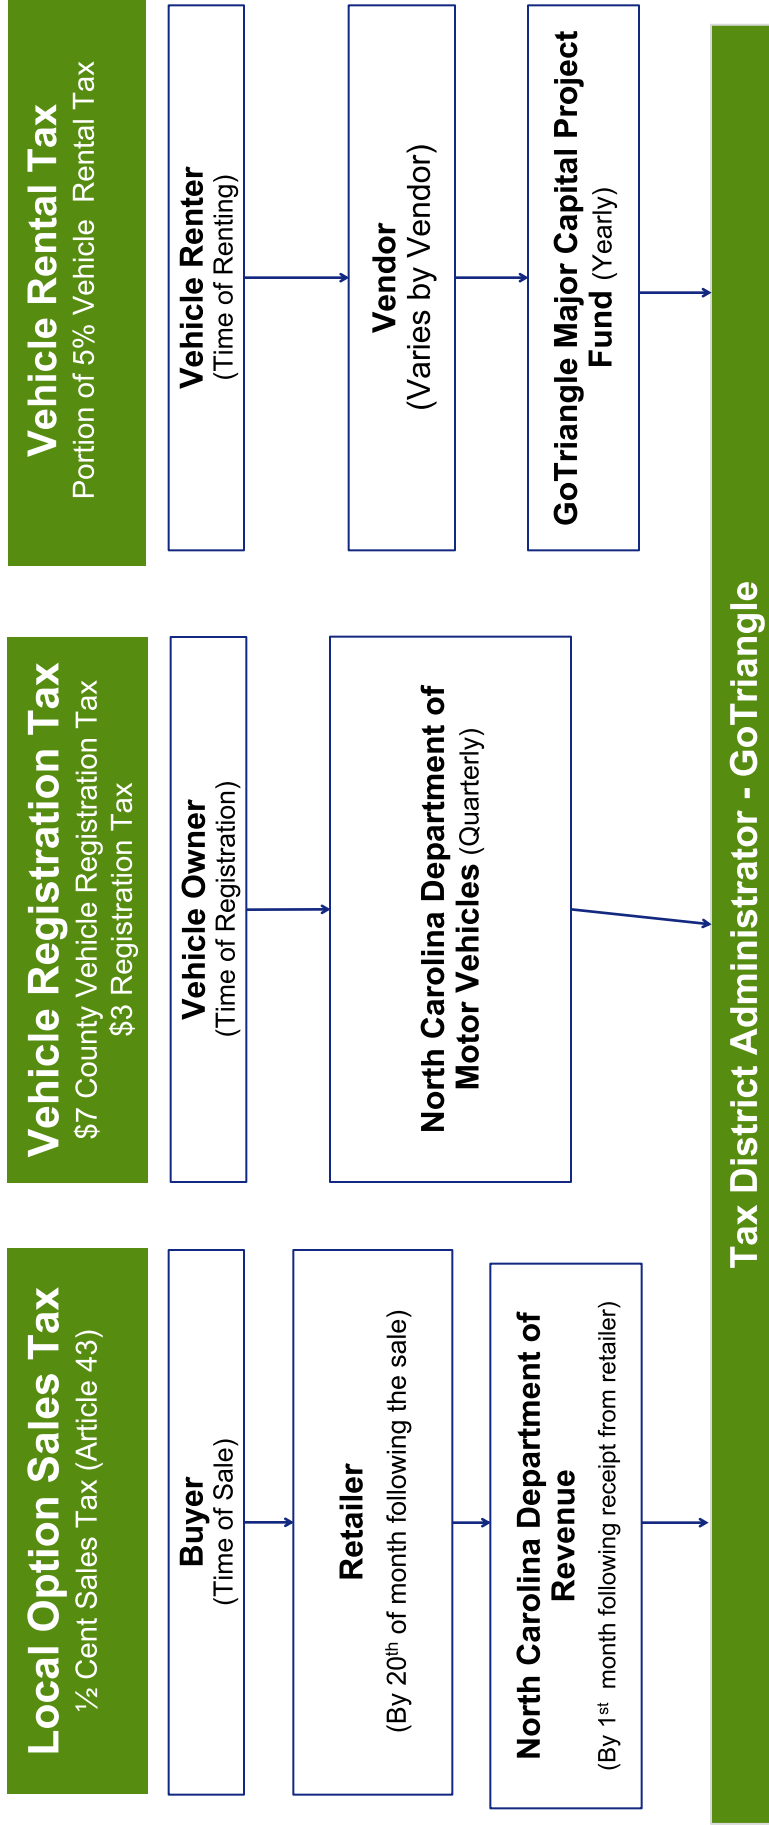 Local Option Sales Tax
½ Cent Sales Tax (Article 43)
Buyer
(Time of Sale)
Retailer
(By 20th of month following the sale)
North Carolina Department of
Revenue
(By 1st month following receipt from retailer)
Vehicle Registration Tax
$7 County Vehicle Registration Tax
$3 Registration Tax
Vehicle Owner
(Time of Registration)
North Carolina Department of
Motor Vehicles (Quarterly)
Vehicle Rental Tax
Portion of 5% Vehicle Rental Tax
Vehicle Renter
(Time of Renting)
Vendor
(Varies by Vendor)
GoTriangle Major Capital Project
Fund (Yearly)
Tax District Administrator - GoTriangle